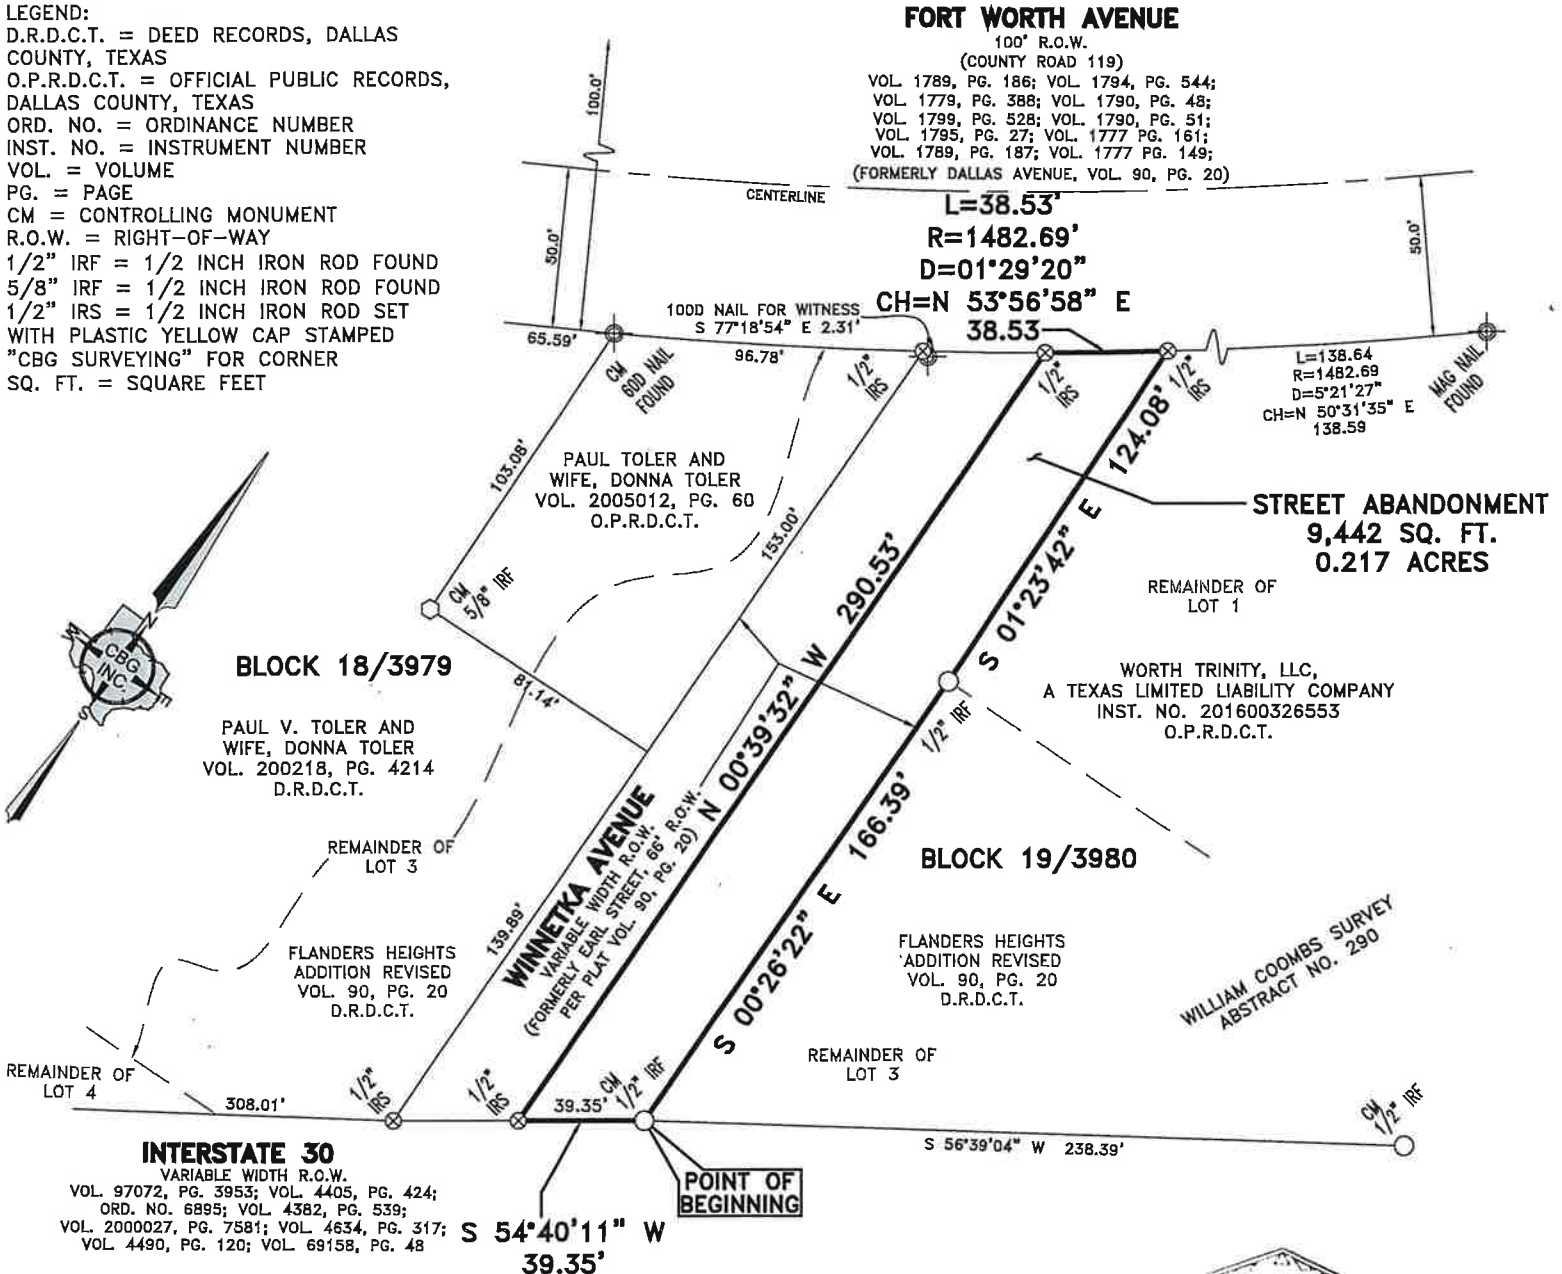 LEGEND:
D.R.D.C.T. = DEED RECORDS, DALLAS
COUNTY, TEXAS
O.P.R.D.C.T. = OFFICIAL PUBLIC RECORDS,
DALLAS COUNTY, TEXAS
ORD. NO. = ORDINANCE NUMBER
INST. NO. = INSTRUMENT NUMBER
VOL. = VOLUME
PG. = PAGE
CM = CONTROLLING MONUMENT
R.O.W. = RIGHT-OF-WAY
1/2" IRF = 1/2 INCH IRON ROD FOUND
5/8" IRF = 1/2 INCH IRON ROD FOUND
1/2" IRS = 1/2 INCH IRON ROD SET
WITH PLASTIC YELLOW CAP STAMPED
"CBG SURVEYING" FOR CORNER
SQ. FT. = SQUARE FEET
FORT WORTH AVENUE
100' R.O.W.
(COUNTY ROAD 119)
VOL. 1789, PG. 186; VOL. 1794, PG. 544;
VOL. 1779, PG. 388; VOL. 1790, PG. 48;
VOL. 1799, PG. 528; VOL. 1790, PG. 51;
VOL. 1795, PG. 27; VOL. 1777 PG. 161;
VOL. 1789, PG. 187; VOL. 1777 PG. 149;
(FORMERLY DALLAS AVENUE, VOL. 90, PG. 20)
100.0'
CENTERLINE
50.0'
50.0'
L=38.53'
R=1482.69'
D=01°29'20"
CH=N 53°56'58" E
38.53
100D NAIL FOR WITNESS
S 77°18'54" E 2.31'
65.59'
96.78'
CM
60D NAIL
FOUND
1/2"
IRS
1/2"
IRS
1/2"
IRS
L=138.64
R=1482.69
D=5°21'27"
CH=N 50°31'35" E
138.59
MAG NAIL
FOUND
103.08'
PAUL TOLER AND
WIFE, DONNA TOLER
VOL. 2005012, PG. 60
O.P.R.D.C.T.
153.00'
290.53'
124.08'
S 01°23'42" E
STREET ABANDONMENT
9,442 SQ. FT.
0.217 ACRES
REMAINDER OF
LOT 1
CM
5/8" IRF
N
W
E
S
CBG
INC.
BLOCK 18/3979
81.14'
PAUL V. TOLER AND
WIFE, DONNA TOLER
VOL. 200218, PG. 4214
D.R.D.C.T.
WORTH TRINITY, LLC,
A TEXAS LIMITED LIABILITY COMPANY
INST. NO. 201600326553
O.P.R.D.C.T.
1/2" IRF
N 00°39'32" W
WINNETKA AVENUE
VARIABLE WIDTH R.O.W.
(FORMERLY EARL STREET, 66' R.O.W.
PER PLAT VOL. 90, PG. 20)
166.39'
S 00°26'22" E
BLOCK 19/3980
REMAINDER OF
LOT 3
139.89'
FLANDERS HEIGHTS
ADDITION REVISED
VOL. 90, PG. 20
D.R.D.C.T.
FLANDERS HEIGHTS
ADDITION REVISED
VOL. 90, PG. 20
D.R.D.C.T.
WILLIAM COOMBS SURVEY
ABSTRACT NO. 290
REMAINDER OF
LOT 4
REMAINDER OF
LOT 3
308.01'
1/2"
IRS
1/2"
IRS
39.35'
CM
1/2" IRF
S 56°39'04" W 238.39'
CM
1/2" IRF
INTERSTATE 30
VARIABLE WIDTH R.O.W.
VOL. 97072, PG. 3953; VOL. 4405, PG. 424;
ORD. NO. 6895; VOL. 4382, PG. 539;
VOL. 2000027, PG. 7581; VOL. 4634, PG. 317;
VOL. 4490, PG. 120; VOL. 69158, PG. 48
POINT OF
BEGINNING
S 54°40'11" W
39.35'